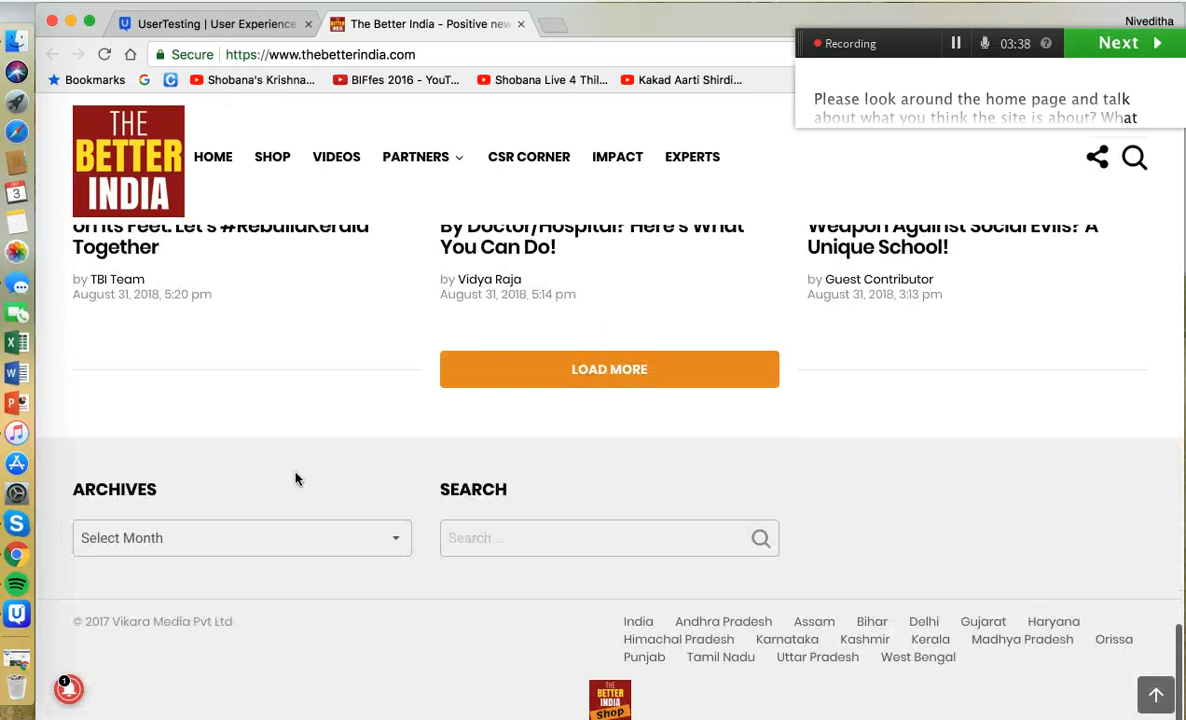 Niveditha
UserTesting | User Experience
The Better India - Positive new
Recording
03:38
Next
Secure
https://www.thebetterindia.com
Bookmarks
Shobana's Krishna...
BIFfes 2016 - YouT...
Shobana Live 4 Thil...
Kakad Aarti Shirdi...
Please look around the home page and talk
about what you think the site is about? What
THE
BETTER
INDIA
HOME
SHOP
VIDEOS
PARTNERS
CSR CORNER
IMPACT
EXPERTS
on Its Feet. Let's #RebuildKerala
Together
by TBI Team
August 31, 2018, 5:20 pm
By Doctor/Hospital? Here's What
You Can Do!
by Vidya Raja
August 31, 2018, 5:14 pm
Weapon Against Social Evils? A
Unique School!
by Guest Contributor
August 31, 2018, 3:13 pm
LOAD MORE
ARCHIVES
Select Month
SEARCH
Search ...
© 2017 Vikara Media Pvt Ltd
India Andhra Pradesh Assam Bihar Delhi Gujarat Haryana
Himachal Pradesh Karnataka Kashmir Kerala Madhya Pradesh Orissa
Punjab Tamil Nadu Uttar Pradesh West Bengal
1
THE
BETTER
INDIA
Shop